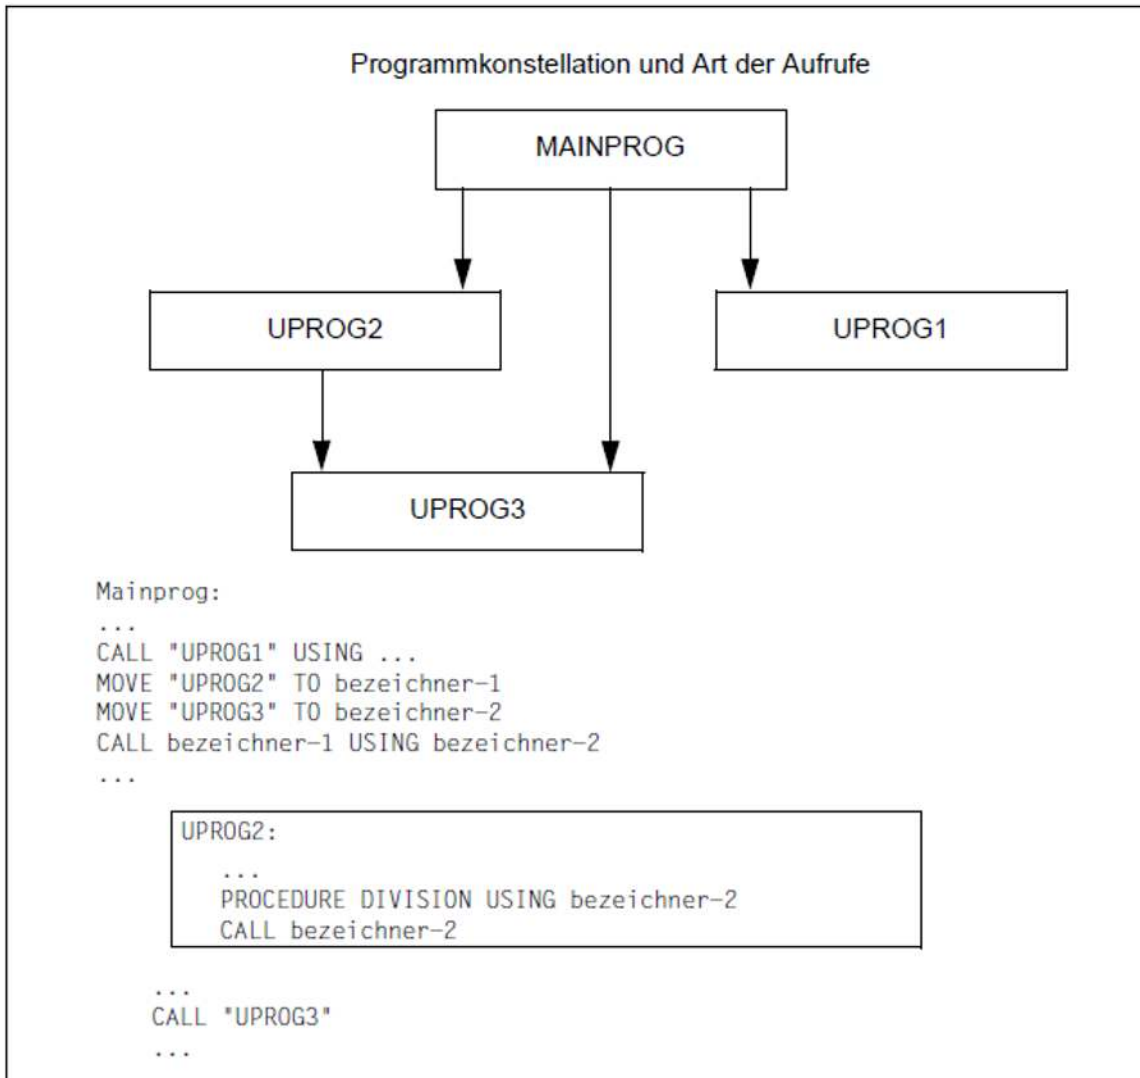 Programmkonstellation und Art der Aufrufe
MAINPROG
UPROG2
UPROG1
UPROG3
Mainprog:
...
CALL "UPROG1" USING ...
MOVE "UPROG2" TO bezeichner-1
MOVE "UPROG3" TO bezeichner-2
CALL bezeichner-1 USING bezeichner-2
...
UPROG2:
...
PROCEDURE DIVISION USING bezeichner-2
CALL bezeichner-2
...
CALL "UPROG3"
...